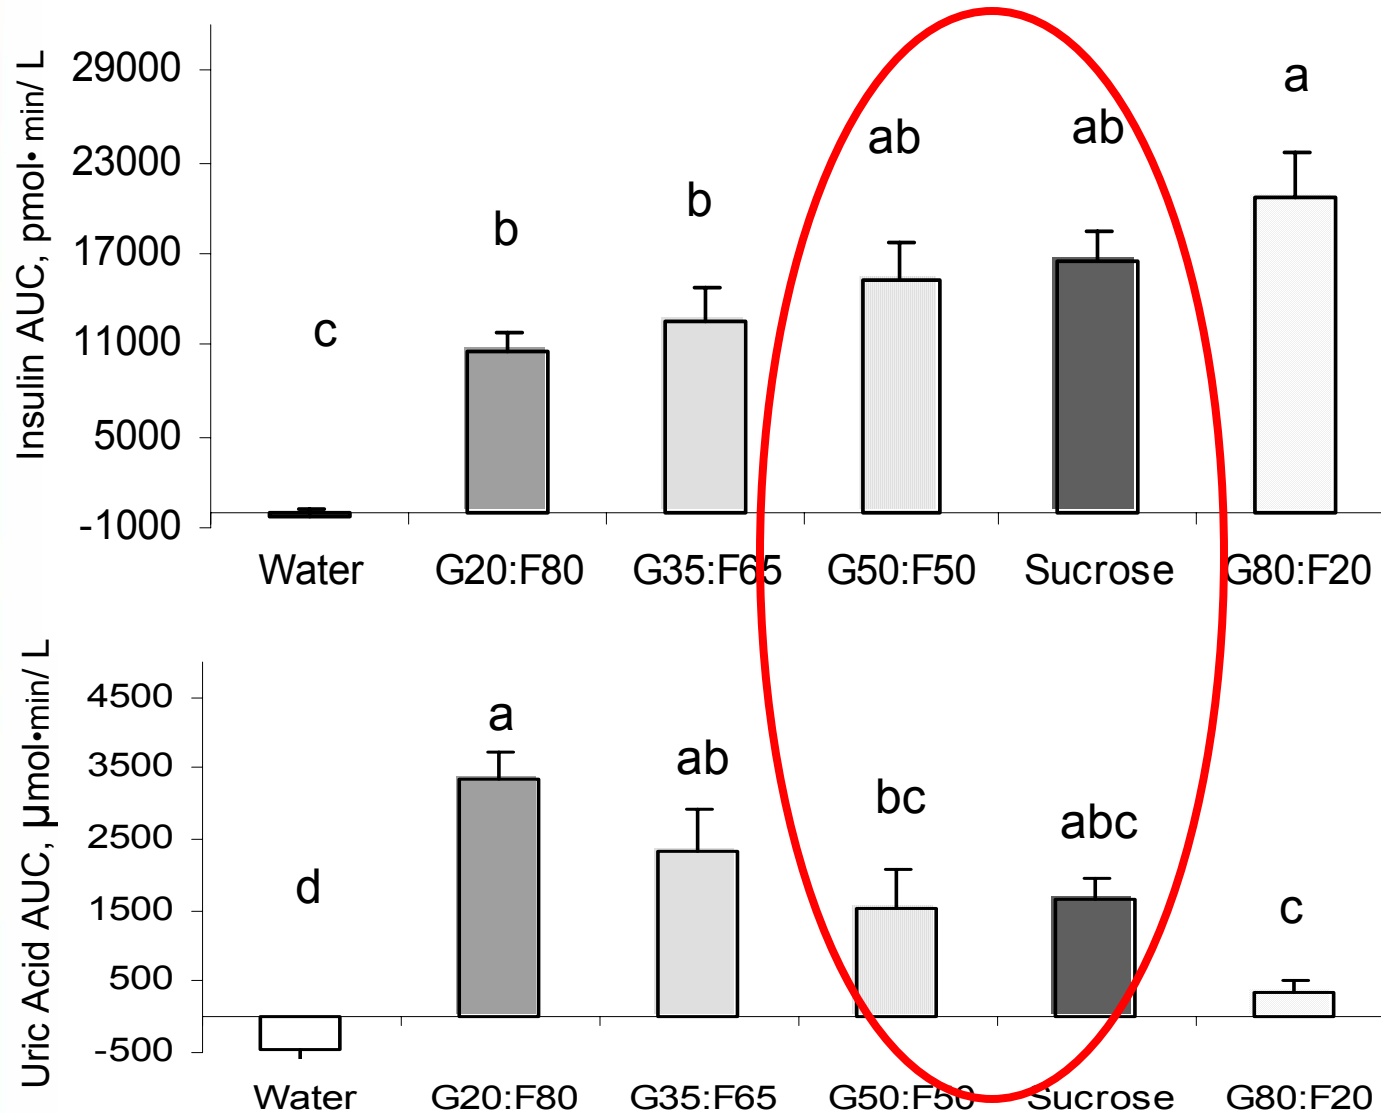 Insulin AUC, pmol• min/ L
29000
23000
17000
11000
5000
-1000
c
b
b
ab
ab
a
Water G20:F80 G35:F65 G50:F50 Sucrose G80:F20
Uric Acid AUC, µmol•min/ L
4500
3500
2500
1500
500
-500
d
a
ab
bc
abc
c
Water G20:F80 G35:F65 G50:F50 Sucrose G80:F20